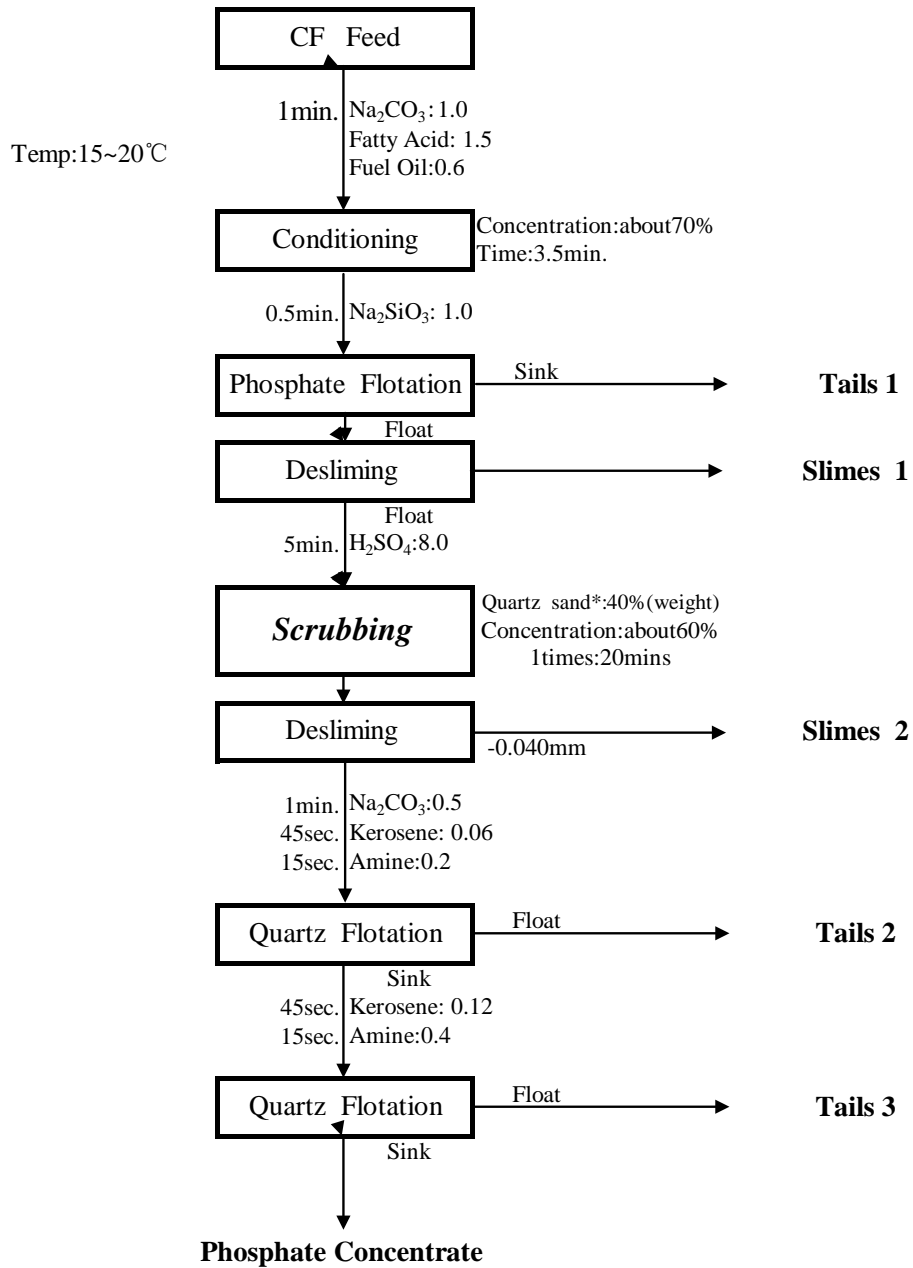 CF Feed
1min. Na₂CO₃:1.0
Fatty Acid: 1.5
Temp:15~20℃
Fuel Oil:0.6
Conditioning
Concentration:about70%
Time:3.5min.
0.5min. Na₂SiO₃: 1.0
Phosphate Flotation
Sink
Tails 1
Float
Desliming
Slimes 1
Float
5min. H₂SO₄:8.0
Scrubbing
Quartz sand*:40%(weight)
Concentration:about60%
1times:20mins
Desliming
-0.040mm
Slimes 2
1min. Na₂CO₃:0.5
45sec. Kerosene: 0.06
15sec. Amine:0.2
Quartz Flotation
Float
Tails 2
Sink
45sec. Kerosene: 0.12
15sec. Amine:0.4
Quartz Flotation
Float
Tails 3
Sink
Phosphate Concentrate